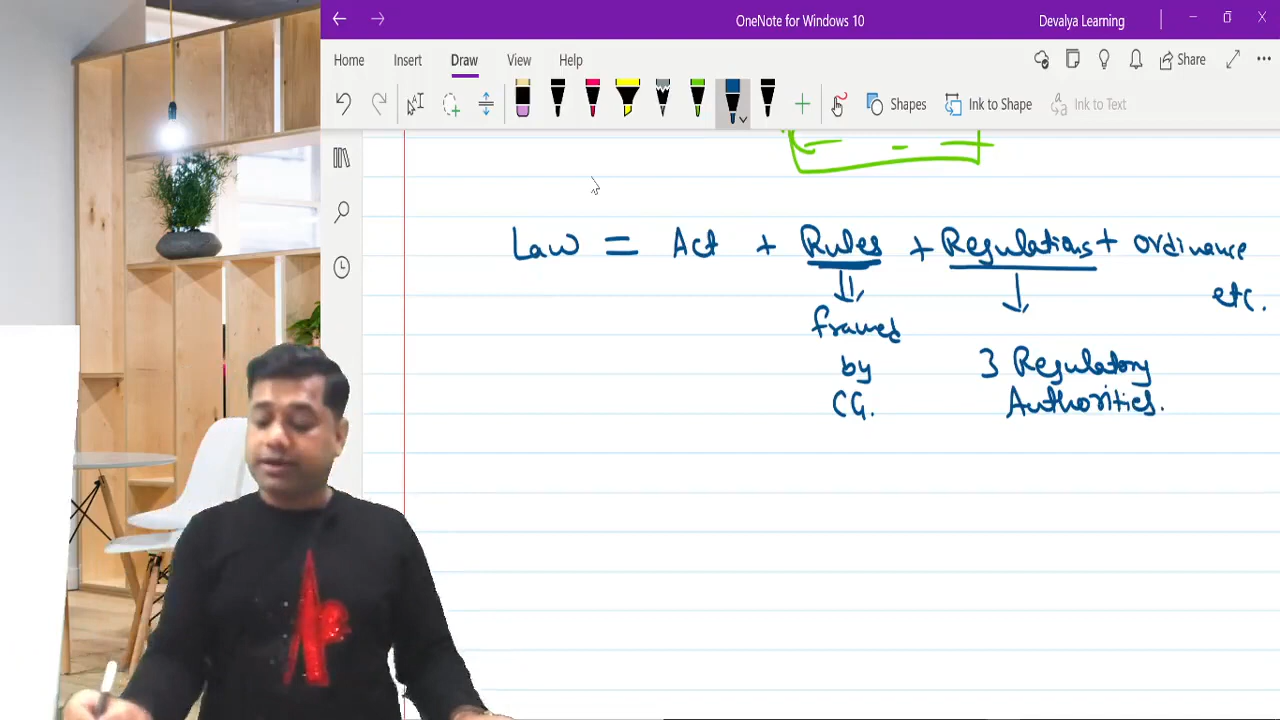 OneNote for Windows 10
Devalya Learning
Home Insert Draw View Help
Share
Shapes Ink to Shape Ink to Text
Law = Act + Rules + Regulations + Ordinance
etc.
framed
by
CG.
3 Regulatory
Authorities.